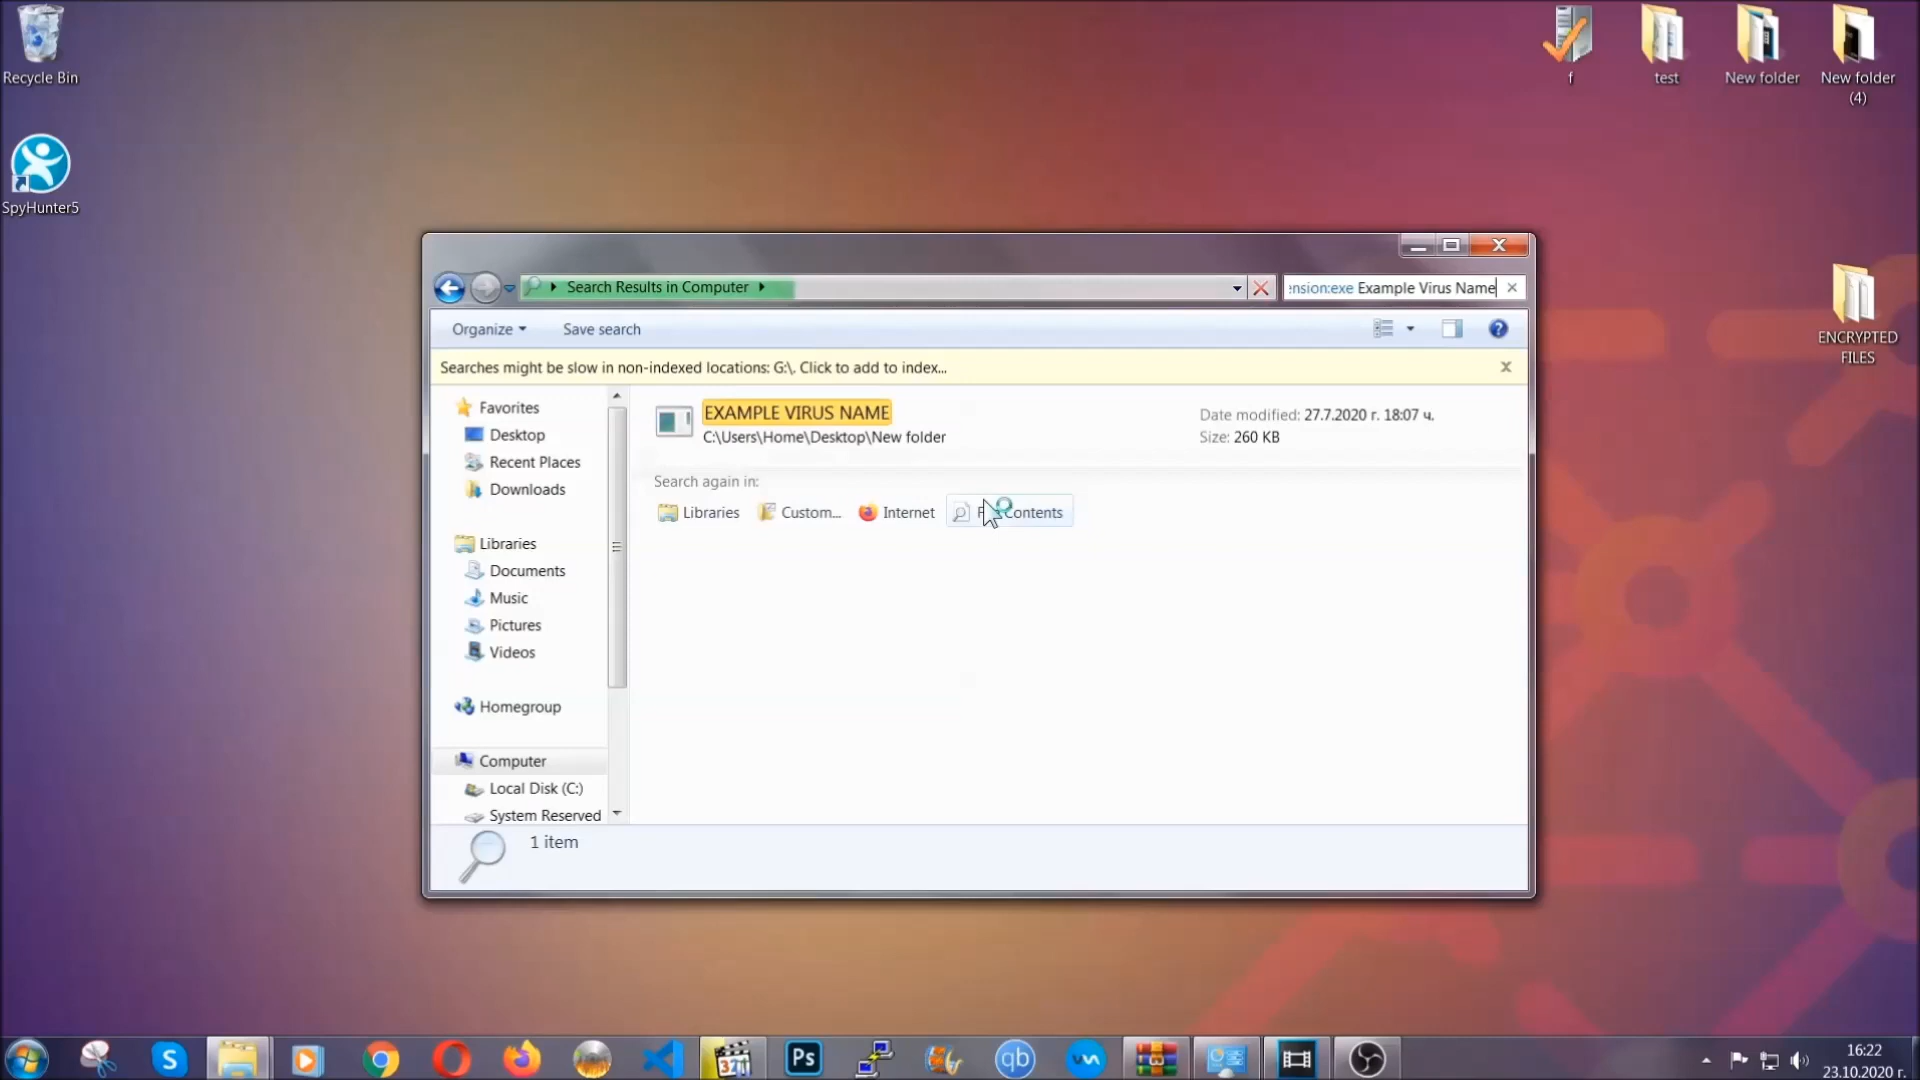 Recycle Bin
SpyHunter5
f
test
New folder
New folder
(4)
ENCRYPTED
FILES
Search Results in Computer
ension:exe Example Virus Name
Organize
Save search
Searches might be slow in non-indexed locations: G:\. Click to add to index...
Favorites
Desktop
Recent Places
Downloads
Libraries
Documents
Music
Pictures
Videos
Homegroup
Computer
Local Disk (C:)
System Reserved
EXAMPLE VIRUS NAME
C:\Users\Home\Desktop\New folder
Date modified: 27.7.2020 г. 18:07 ч.
Size: 260 KB
Search again in:
Libraries
Custom...
Internet
Contents
1 item
S
321
Ps
qb
16:22
23.10.2020 г.